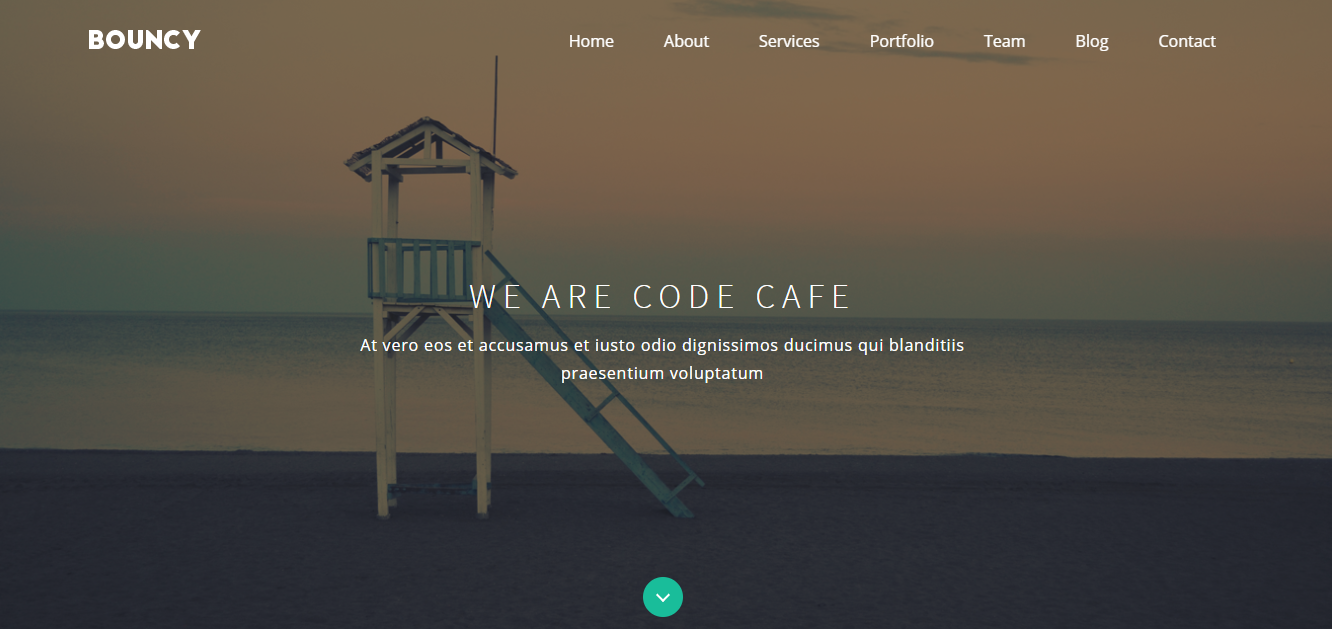 BOUNCY
Home About Services Portfolio Team Blog Contact
WE ARE CODE CAFE
At vero eos et accusamus et iusto odio dignissimos ducimus qui blanditiis
praesentium voluptatum